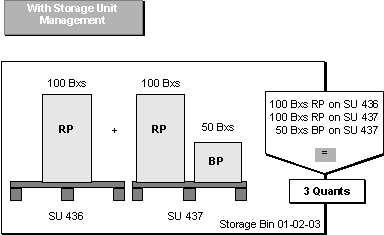 With Storage Unit
Management
100 Bxs
100 Bxs
RP
+
RP
50 Bxs
BP
SU 436
SU 437
Storage Bin 01-02-03
100 Bxs RP on SU 436
100 Bxs RP on SU 437
50 Bxs BP on SU 437
=
3 Quants